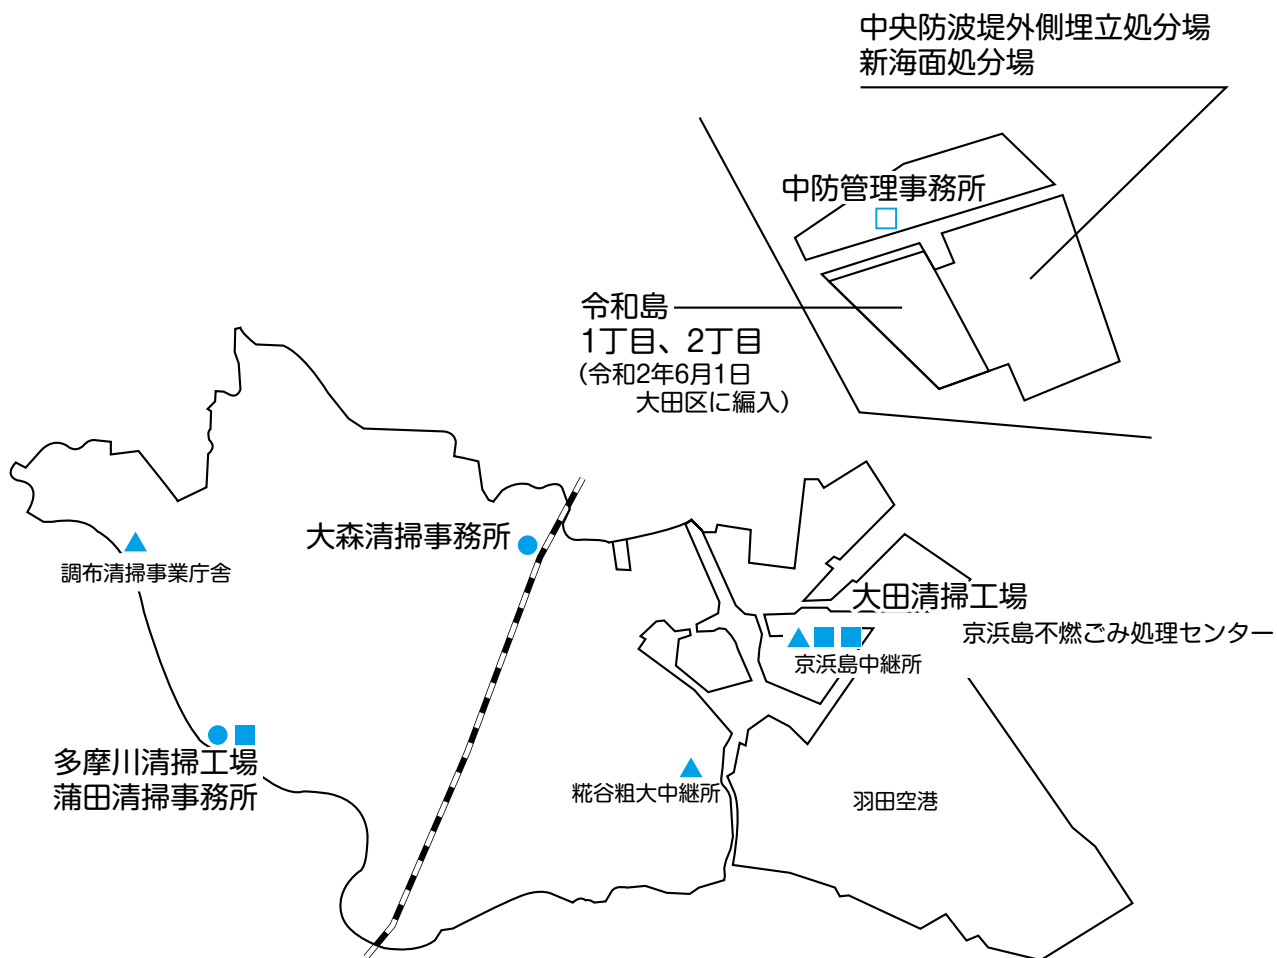 中央防波堤外側埋立処分場
新海面処分場
中防管理事務所
令和島
1丁目、2丁目
(令和2年6月1日
大田区に編入)
大森清掃事務所
調布清掃事業庁舎
大田清掃工場
京浜島不燃ごみ処理センター
京浜島中継所
多摩川清掃工場
蒲田清掃事務所
糀谷粗大中継所
羽田空港